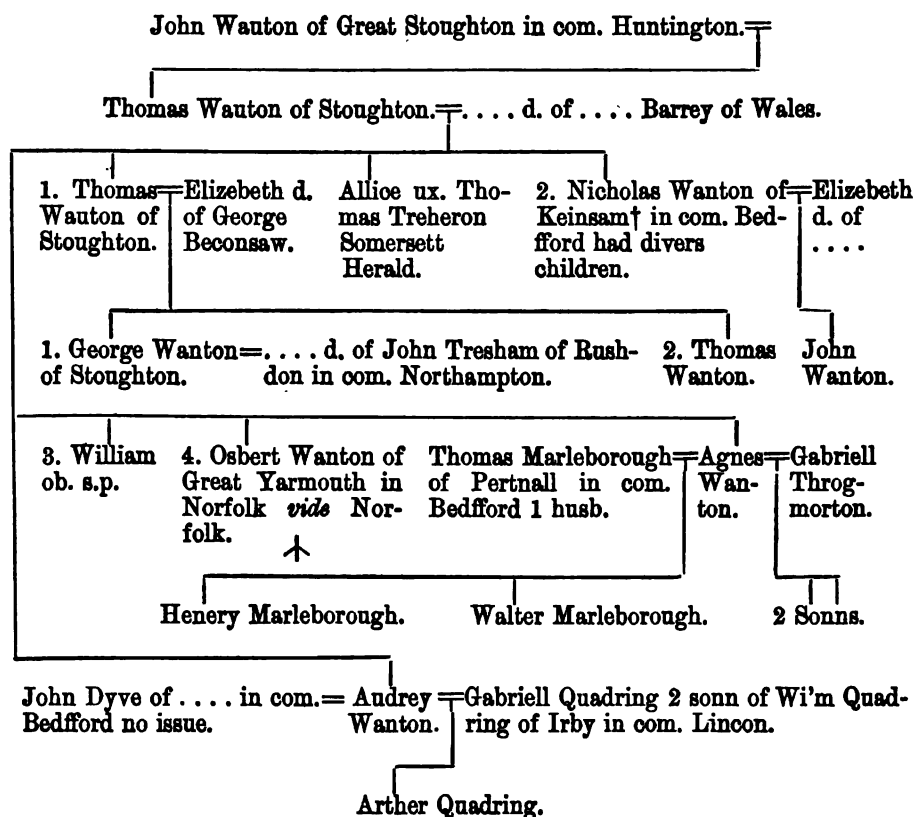 John Wauton of Great Stoughton in com. Huntington.=
Thomas Wauton of Stoughton.=. . . . d. of . . . . Barrey of Wales.
1. Thomas=Elizebeth d.
Wauton of of George
Stoughton. Beconsaw.
Allice ux. Tho-
mas Treheron
Somersett
Herald.
2. Nicholas Wanton of=Elizebeth
Keinsam† in com. Bed- d. of
fford had divers . . . .
children.
1. George Wanton=. . . . d. of John Tresham of Rush-
of Stoughton. don in com. Northampton.
2. Thomas
Wanton.
John
Wanton.
3. William
ob. s.p.
4. Osbert Wanton of
Great Yarmouth in
Norfolk vide Nor-
folk.
Thomas Marleborough=Agnes=Gabriell
of Pertnall in com. Wan- Throg-
Bedfford 1 husb. ton. morton.
Henery Marleborough.
Walter Marleborough.
2 Sonns.
John Dyve of . . . . in com.= Audrey =Gabriell Quadring 2 sonn of Wi'm Quad-
Bedfford no issue. Wanton. ring of Irby in com. Lincon.
Arther Quadring.